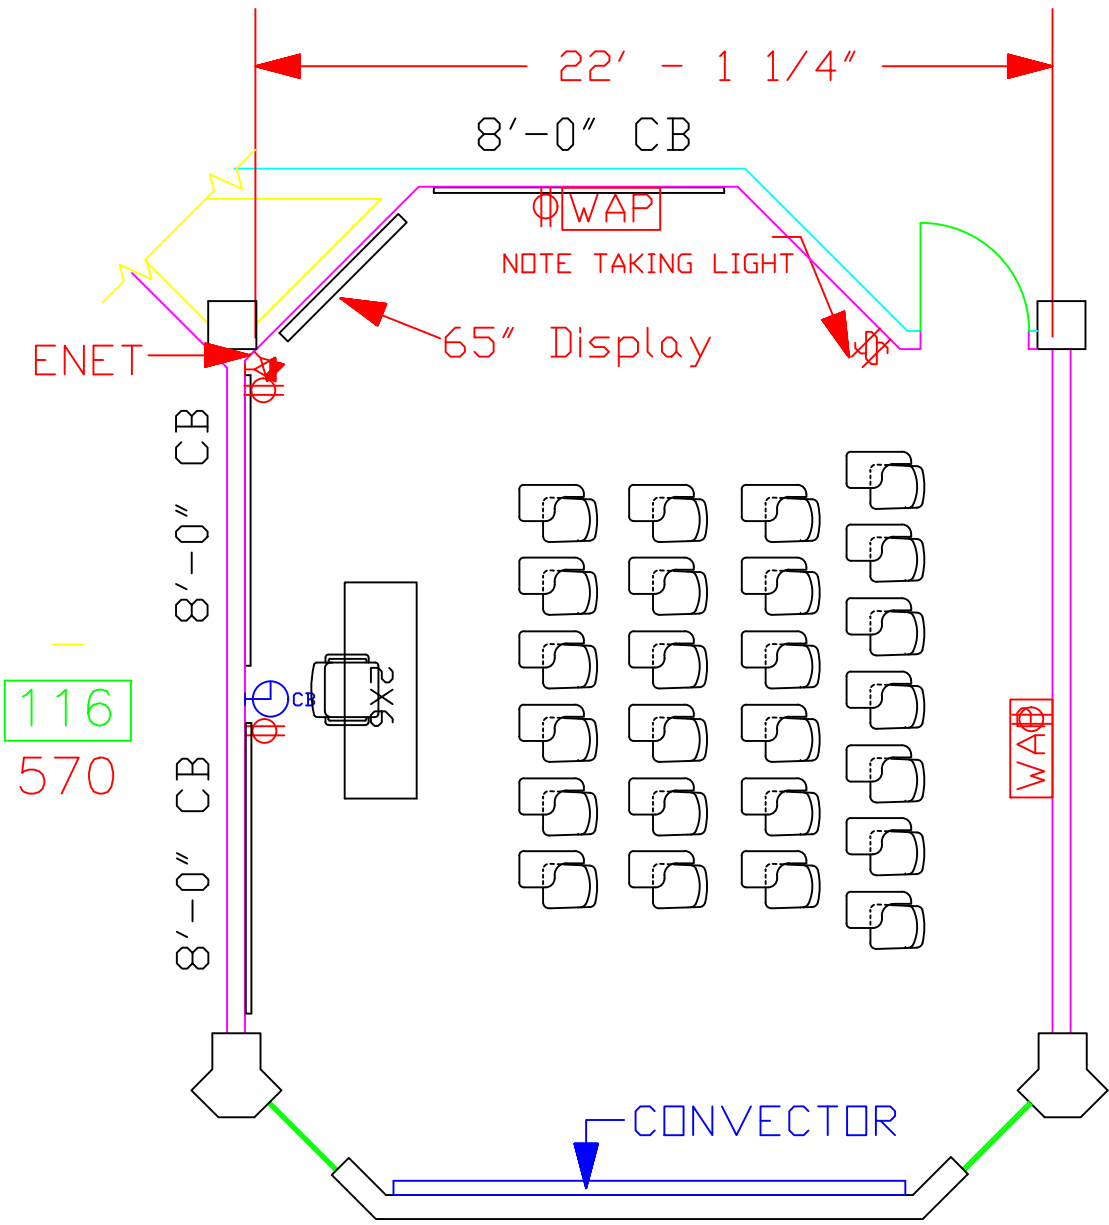 22' - 1 1/4"
8'-0" CB
WAP
NOTE TAKING LIGHT
65" Display
ENET
8'-0" CB
CB
116
570
WAP
8'-0" CB
CONVECTOR